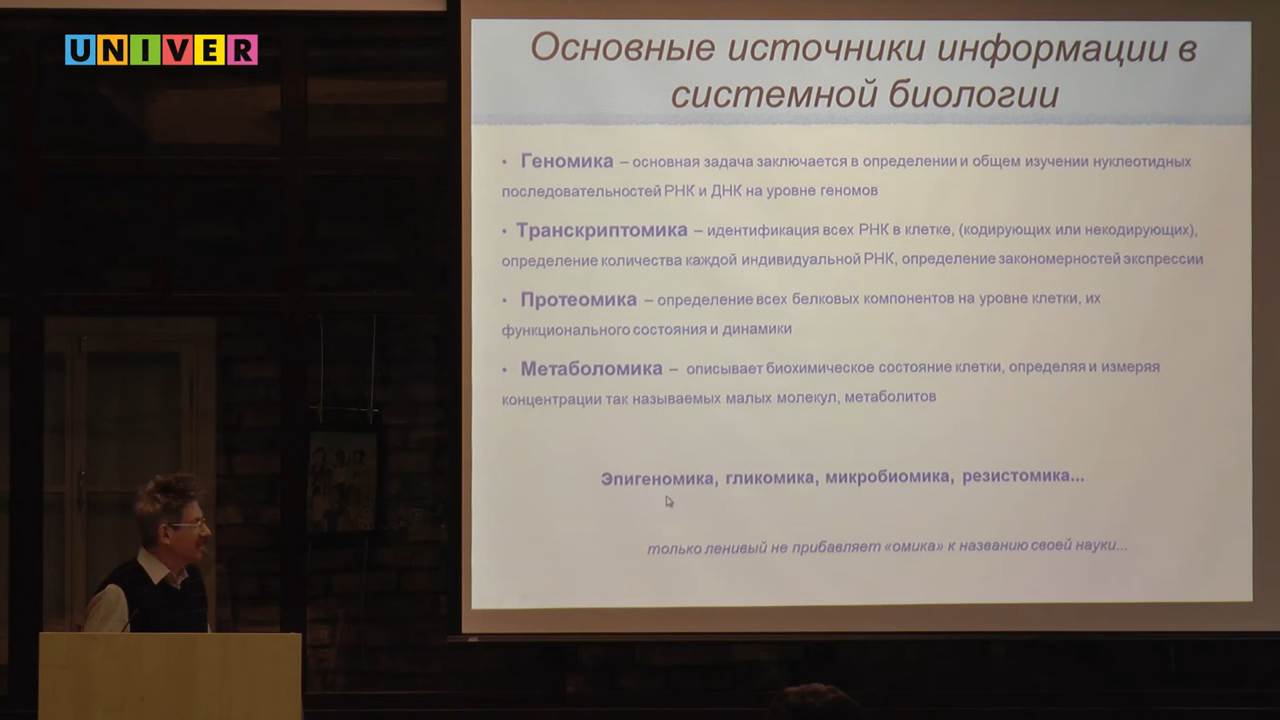 UNIVER
Основные источники информации в
системной биологии
• Геномика – основная задача заключается в определении и общем изучении нуклеотидных
последовательностей РНК и ДНК на уровне геномов
• Транскриптомика – идентификация всех РНК в клетке, (кодирующих или некодирующих),
определение количества каждой индивидуальной РНК, определение закономерностей экспрессии
• Протеомика – определение всех белковых компонентов на уровне клетки, их
функционального состояния и динамики
• Метаболомика – описывает биохимическое состояние клетки, определяя и измеряя
концентрации так называемых малых молекул, метаболитов
Эпигеномика, гликомика, микробиомика, резистомика...
только ленивый не прибавляет «омика» к названию своей науки...